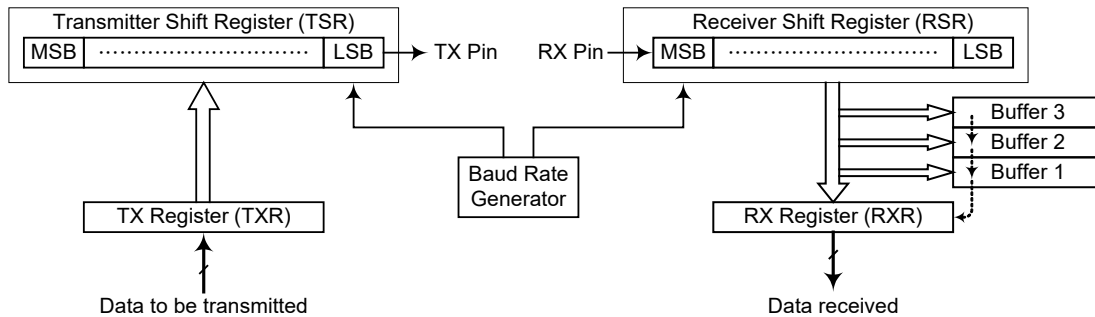 Transmitter Shift Register (TSR)
MSB LSB
TX Pin
Receiver Shift Register (RSR)
RX Pin
MSB LSB
Buffer 3
Buffer 2
Buffer 1
Baud Rate
Generator
TX Register (TXR)
RX Register (RXR)
Data to be transmitted
Data received